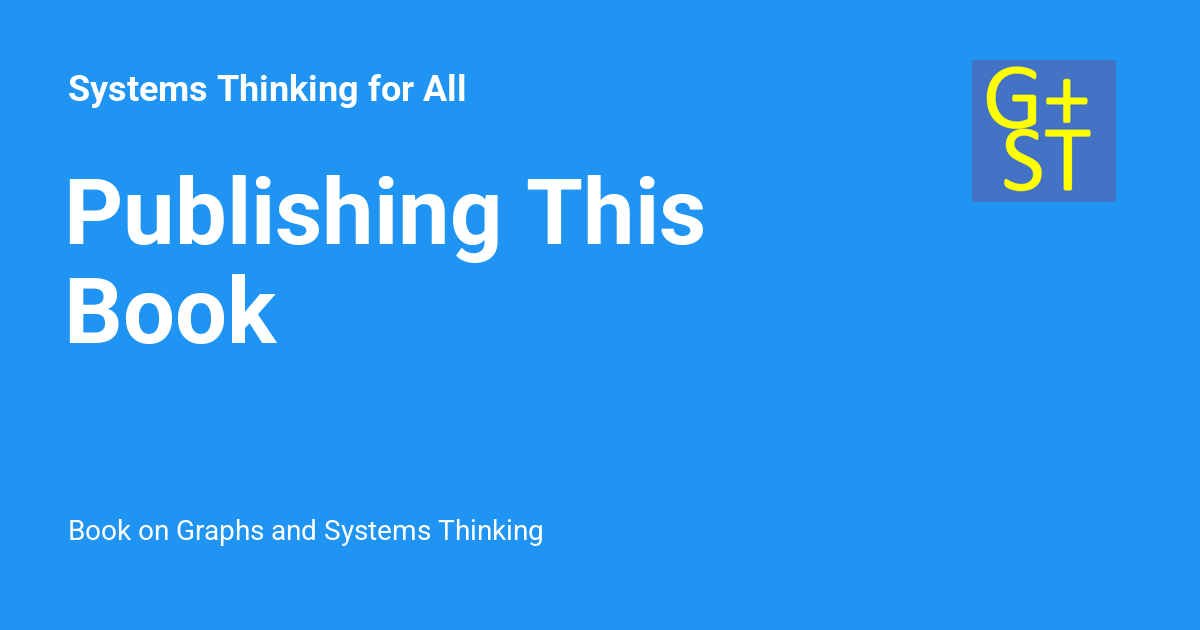 Systems Thinking for All
G+
ST
Publishing This
Book
Book on Graphs and Systems Thinking